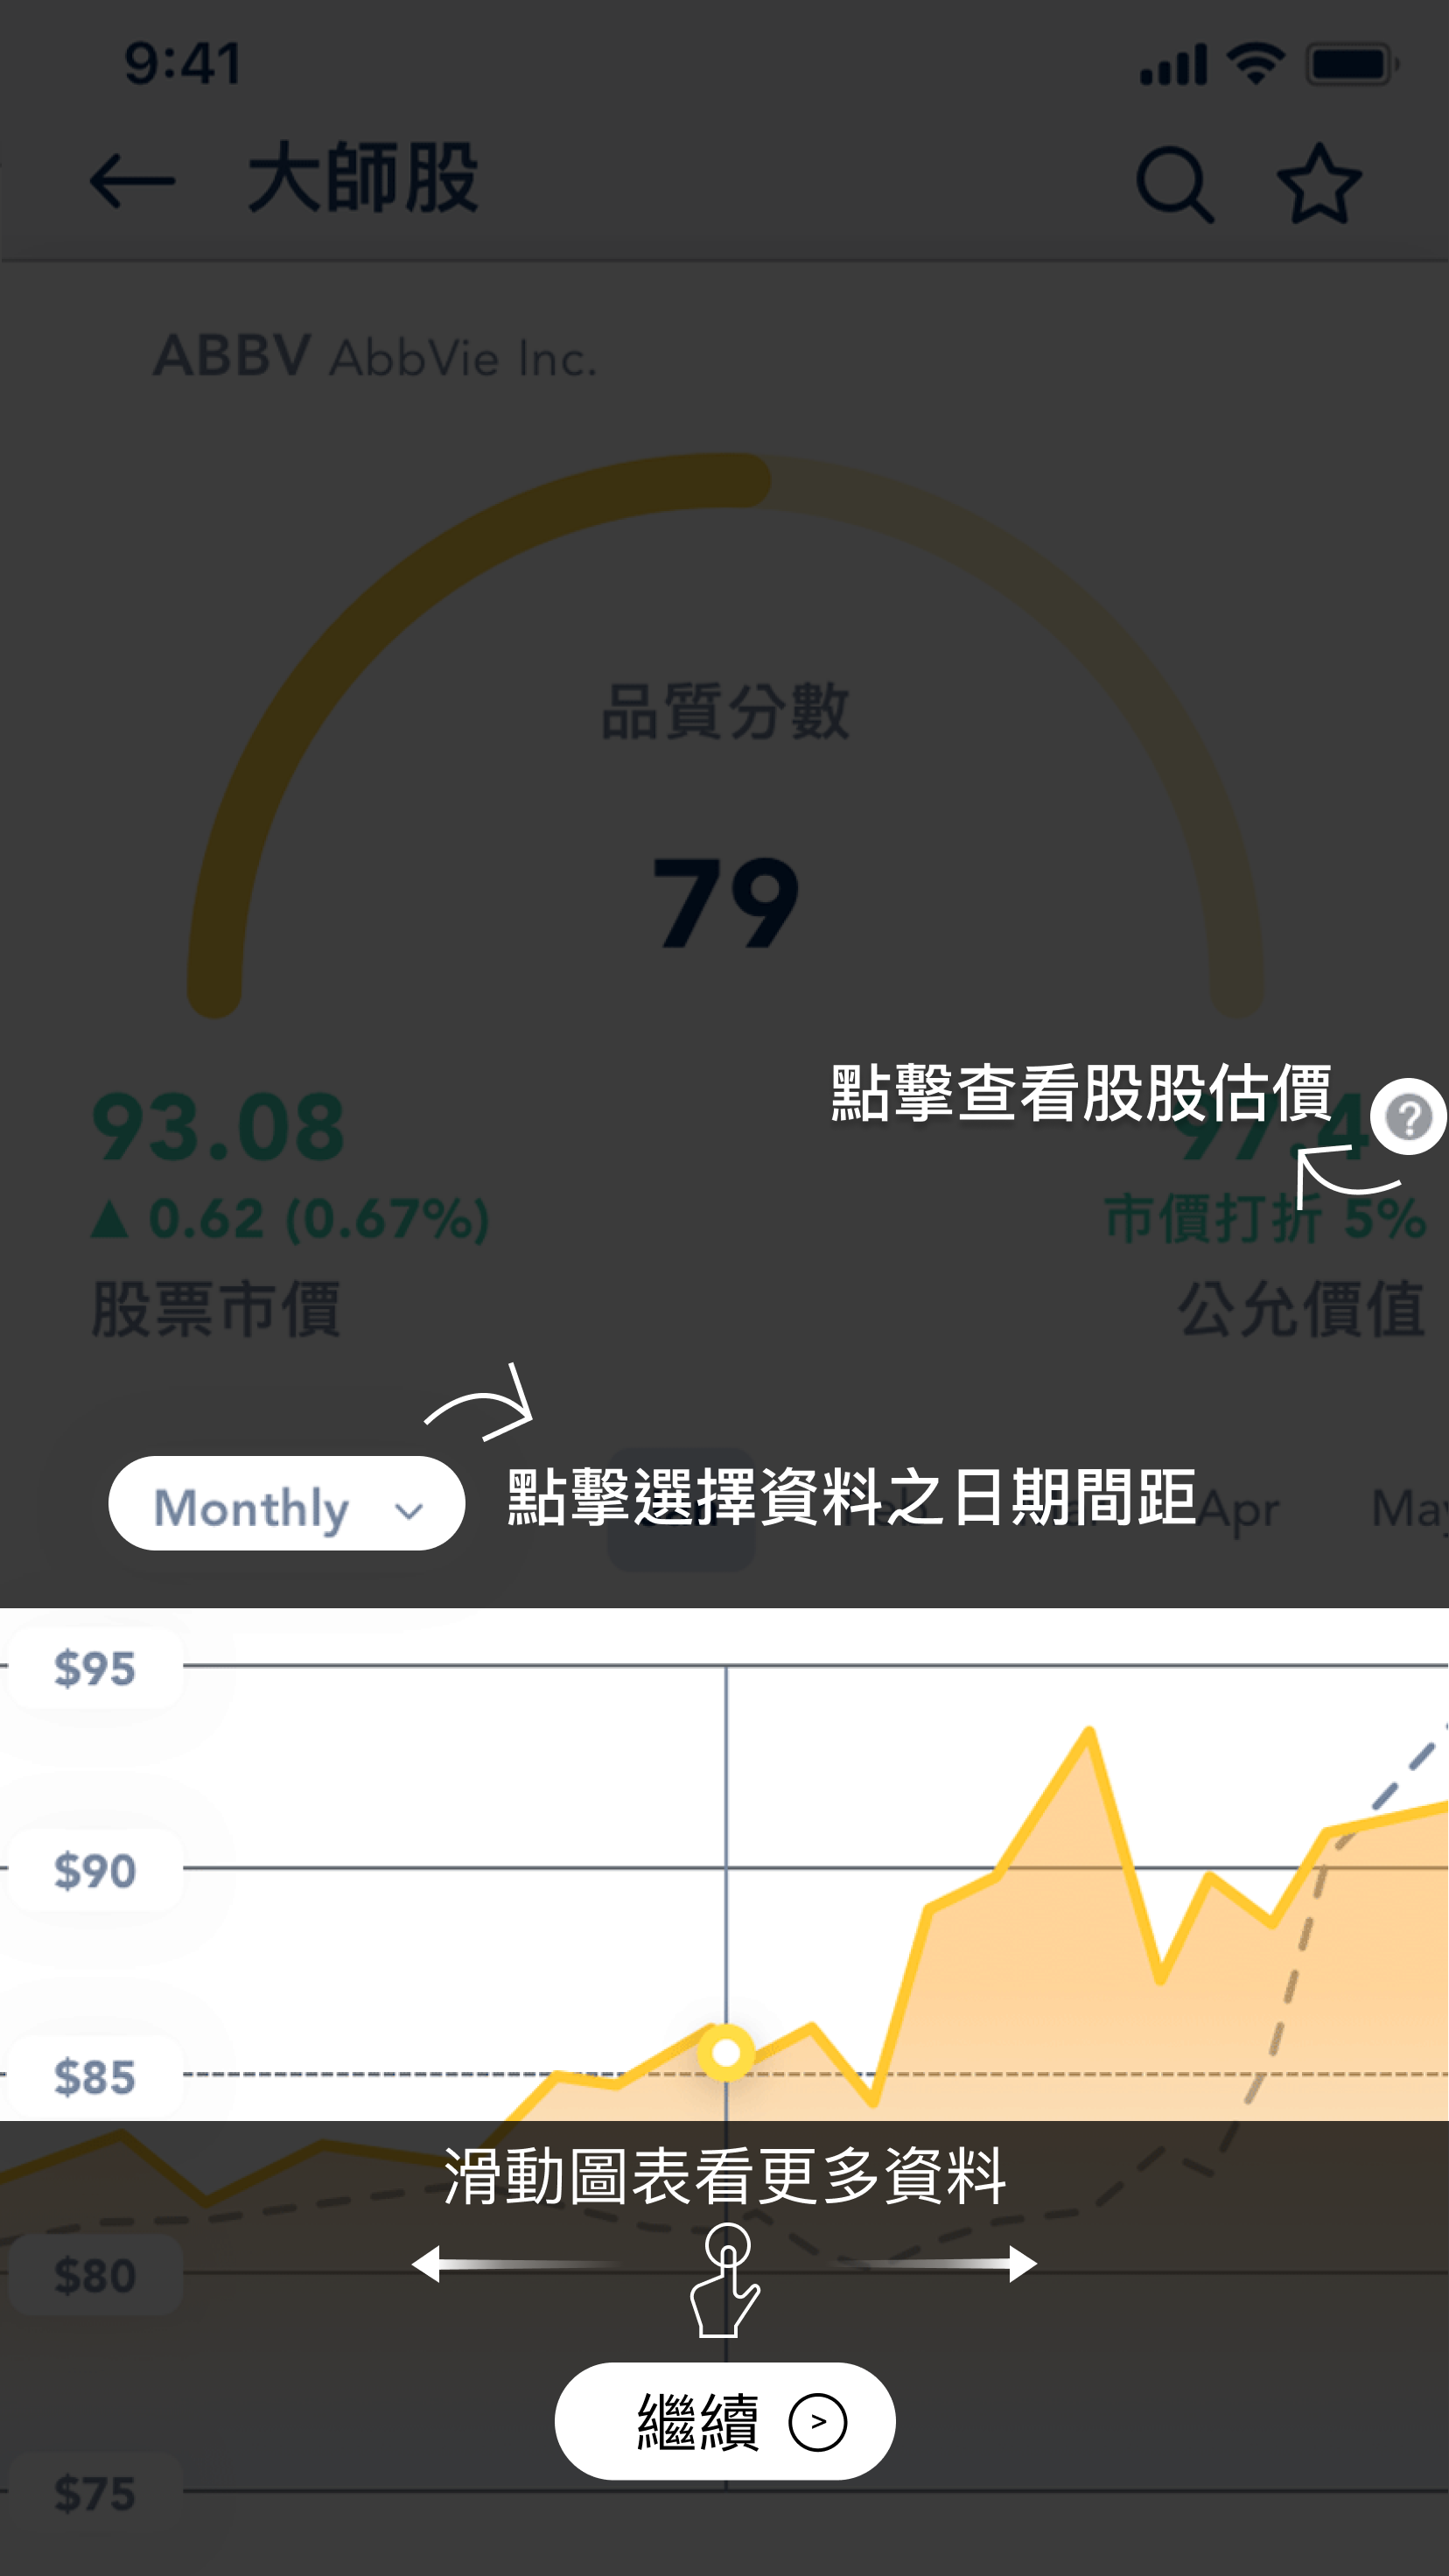 9:41
大師股
ABBV AbbVie Inc.
品質分數
79
點擊查看股股估價
?
93.08
97.4
▲ 0.62 (0.67%)
市價打折 5%
股票市價
公允價值
Monthly
點擊選擇資料之日期間距
Apr
$95
$90
$85
滑動圖表看更多資料
$80
繼續 >
$75